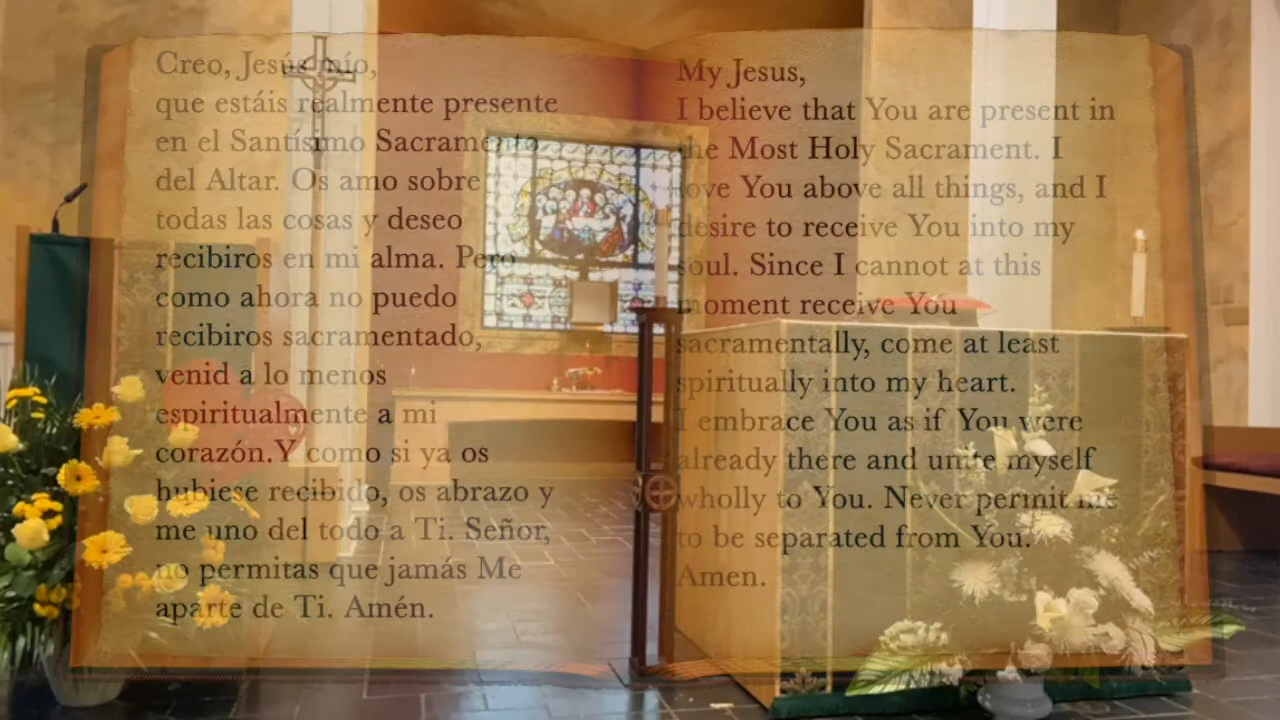 Creo, Jesús mío,
que estáis realmente presente
en el Santísimo Sacramento
del Altar. Os amo sobre
todas las cosas y deseo
recibiros en mi alma. Pero
como ahora no puedo
recibiros sacramentado,
venid a lo menos
espiritualmente a mi
corazón.Y como si ya os
hubiese recibido, os abrazo y
me uno del todo a Ti. Señor,
no permitas que jamás Me
aparte de Ti. Amén.
My Jesus,
I believe that You are present in
the Most Holy Sacrament. I
love You above all things, and I
desire to receive You into my
soul. Since I cannot at this
moment receive You
sacramentally, come at least
spiritually into my heart.
I embrace You as if You were
already there and unite myself
wholly to You. Never permit me
to be separated from You.
Amen.